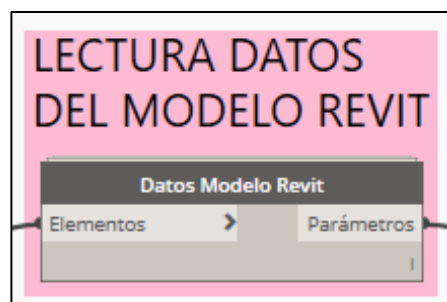 LECTURA DATOS
DEL MODELO REVIT
Datos Modelo Revit
Elementos > Parámetros
l